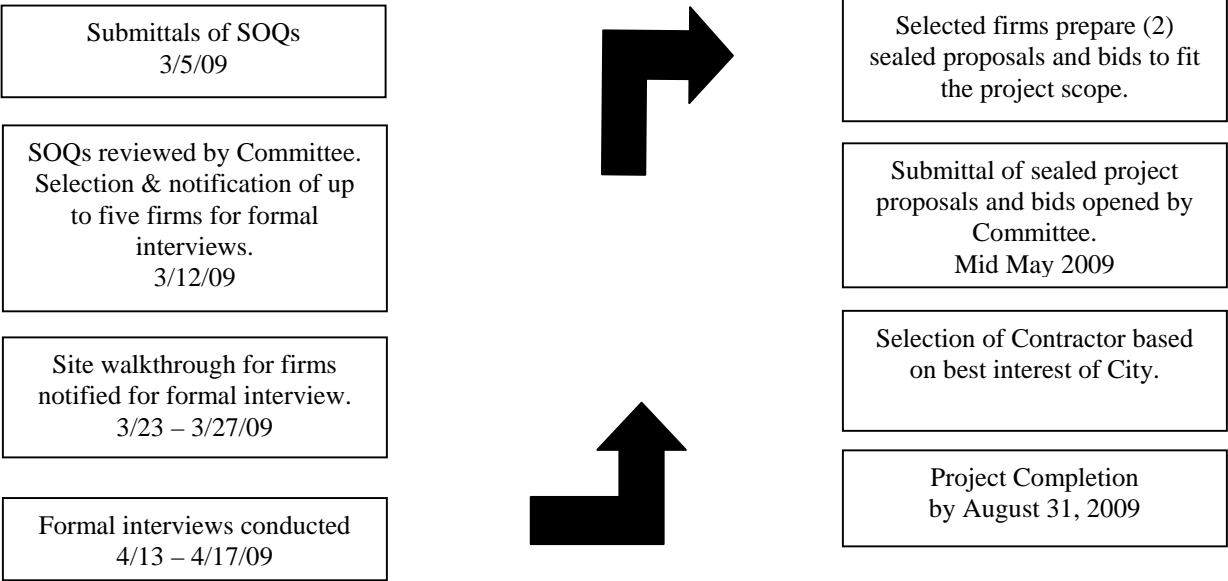 Submittals of SOQs
3/5/09
SOQs reviewed by Committee.
Selection & notification of up
to five firms for formal
interviews.
3/12/09
Site walkthrough for firms
notified for formal interview.
3/23 – 3/27/09
Formal interviews conducted
4/13 – 4/17/09
Selected firms prepare (2)
sealed proposals and bids to fit
the project scope.
Submittal of sealed project
proposals and bids opened by
Committee.
Mid May 2009
Selection of Contractor based
on best interest of City.
Project Completion
by August 31, 2009